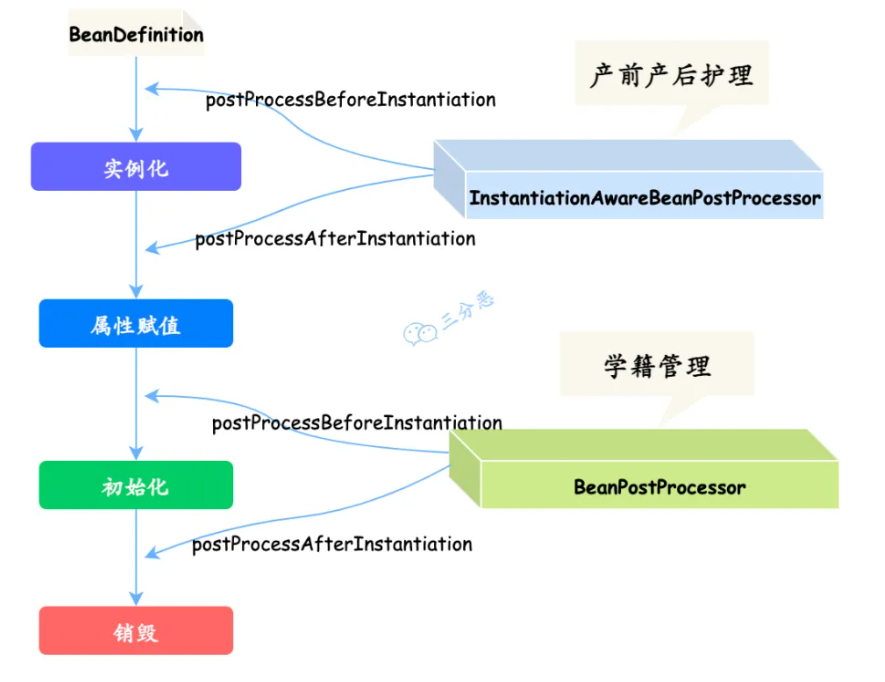 BeanDefinition
产前产后护理
postProcessBeforeInstantiation
实例化
InstantiationAwareBeanPostProcessor
postProcessAfterInstantiation
三分恶
属性赋值
学籍管理
postProcessBeforeInstantiation
初始化
BeanPostProcessor
postProcessAfterInstantiation
销毁